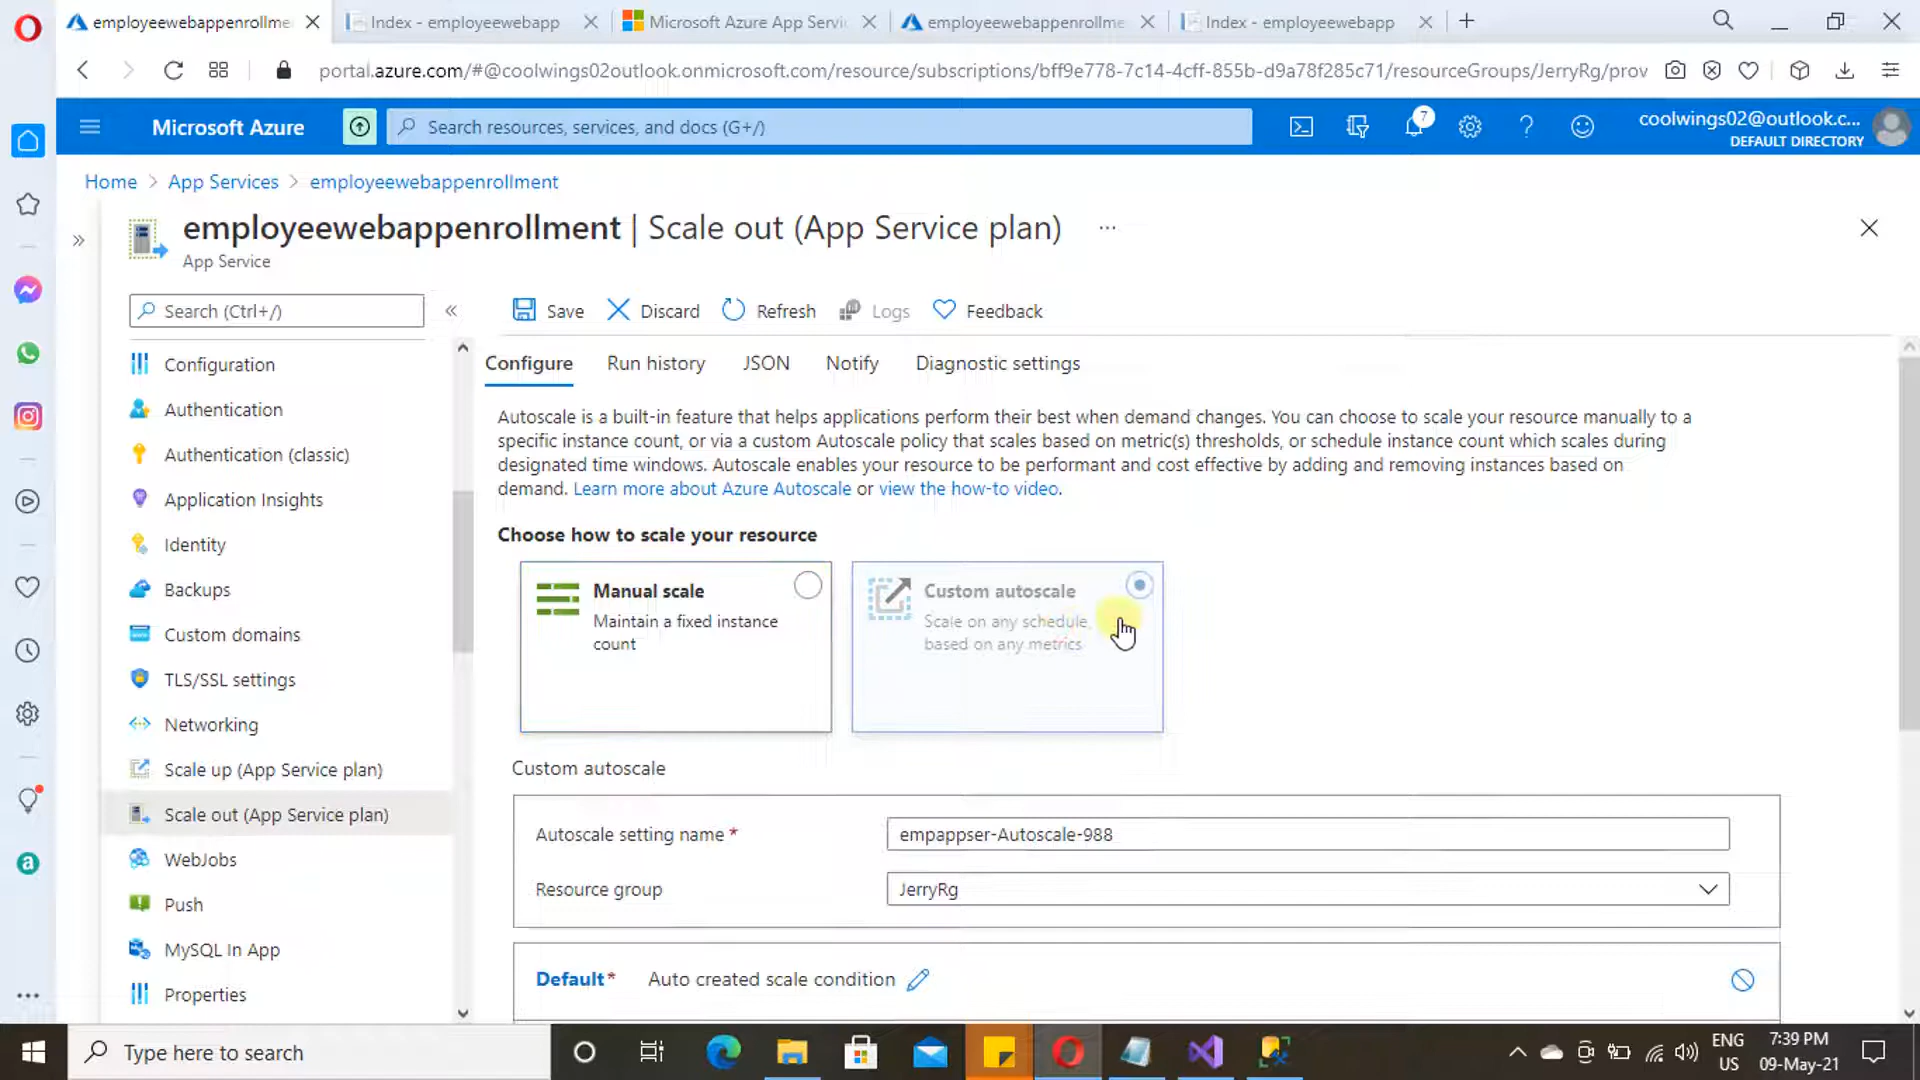 employeewebappenrollme
Index - employeewebapp
Microsoft Azure App Servi
employeewebappenrollme
Index - employeewebapp
portal.azure.com/#@coolwings02outlook.onmicrosoft.com/resource/subscriptions/bff9e778-7c14-4cff-855b-d9a78f285c71/resourceGroups/JerryRg/prov
Microsoft Azure
Search resources, services, and docs (G+/)
7
coolwings02@outlook.c...
DEFAULT DIRECTORY
Home > App Services > employeewebappenrollment
employeewebappenrollment | Scale out (App Service plan) ...
App Service
Search (Ctrl+/)
Save
Discard
Refresh
Logs
Feedback
Configuration
Authentication
Authentication (classic)
Application Insights
Identity
Backups
Custom domains
TLS/SSL settings
Networking
Scale up (App Service plan)
Scale out (App Service plan)
WebJobs
Push
MySQL In App
Properties
Configure
Run history
JSON
Notify
Diagnostic settings
Autoscale is a built-in feature that helps applications perform their best when demand changes. You can choose to scale your resource manually to a
specific instance count, or via a custom Autoscale policy that scales based on metric(s) thresholds, or schedule instance count which scales during
designated time windows. Autoscale enables your resource to be performant and cost effective by adding and removing instances based on
demand. Learn more about Azure Autoscale or view the how-to video.
Choose how to scale your resource
Manual scale
Maintain a fixed instance
count
Custom autoscale
Scale on any schedule,
based on any metrics
Custom autoscale
Autoscale setting name *
empappser-Autoscale-988
Resource group
JerryRg
Default* Auto created scale condition
Type here to search
ENG
US
7:39 PM
09-May-21